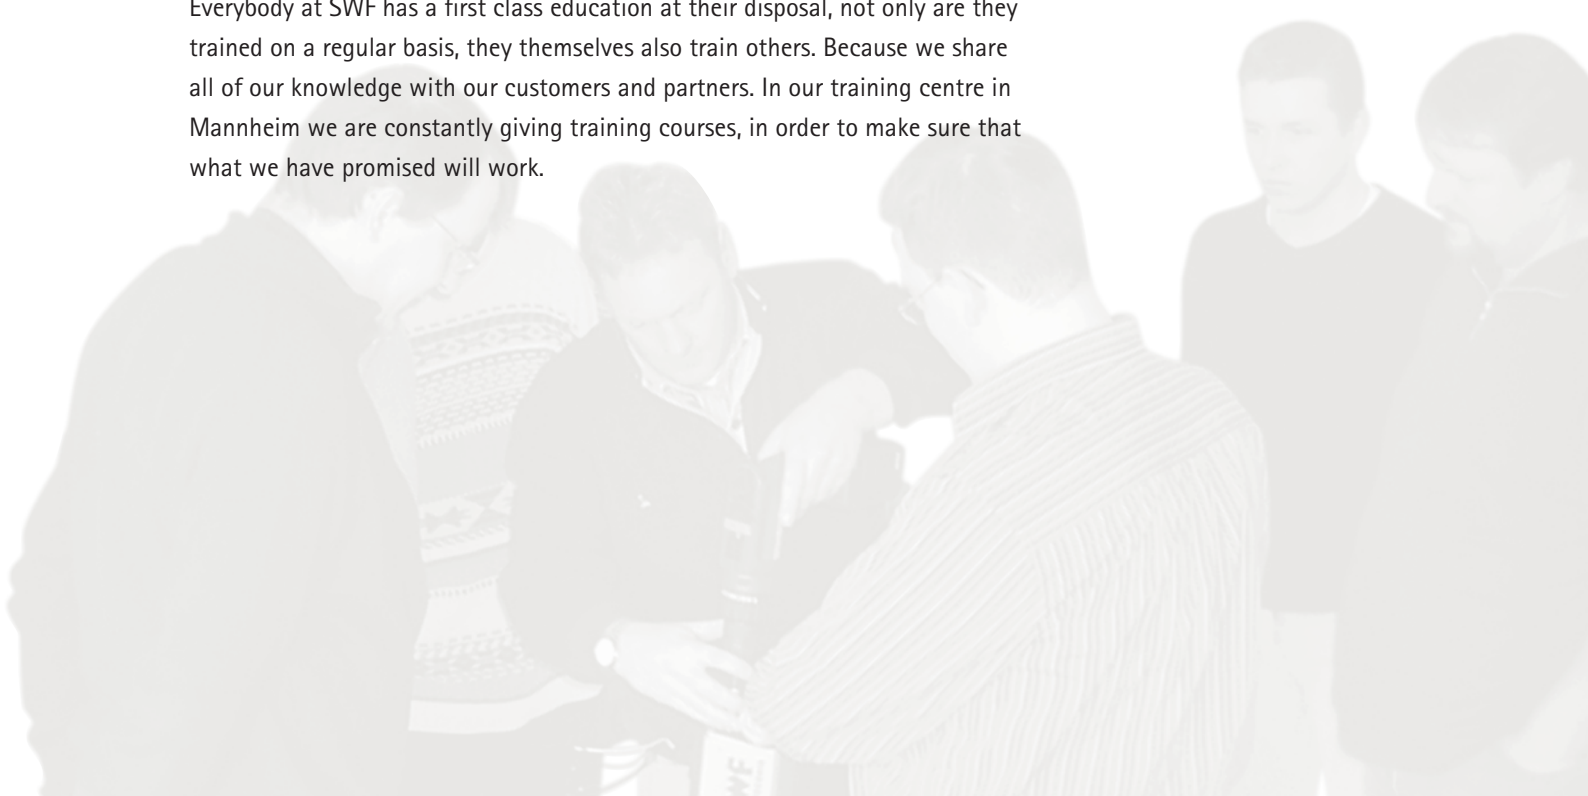 Everybody at SWF has a first class education at their disposal, not only are they
trained on a regular basis, they themselves also train others. Because we share
all of our knowledge with our customers and partners. In our training centre in
Mannheim we are constantly giving training courses, in order to make sure that
what we have promised will work.
SWF